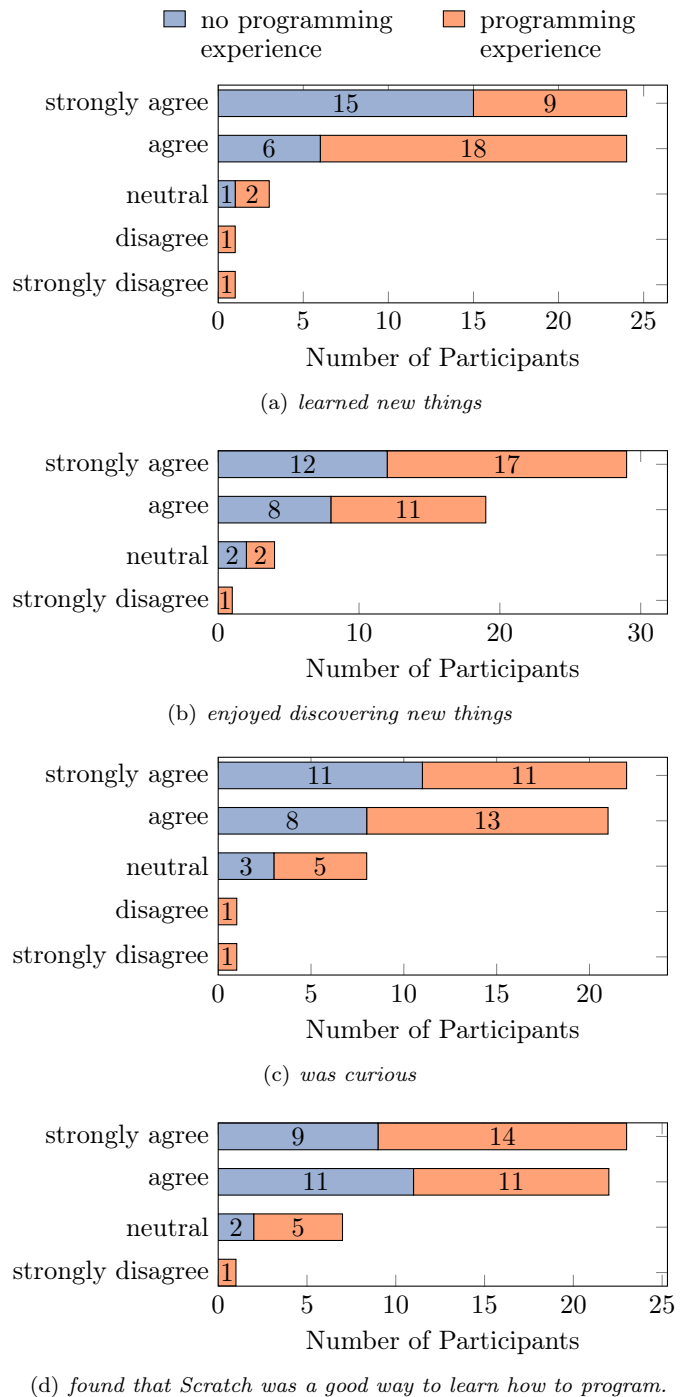 no programming experience
programming experience
strongly agree 15 9
agree 6 18
neutral 1 2
disagree 1
strongly disagree 1
0 5 10 15 20 25
Number of Participants
(a) learned new things
strongly agree 12 17
agree 8 11
neutral 2 2
strongly disagree 1
0 10 20 30
Number of Participants
(b) enjoyed discovering new things
strongly agree 11 11
agree 8 13
neutral 3 5
disagree 1
strongly disagree 1
0 5 10 15 20
Number of Participants
(c) was curious
strongly agree 9 14
agree 11 11
neutral 2 5
strongly disagree 1
0 5 10 15 20 25
Number of Participants
(d) found that Scratch was a good way to learn how to program.